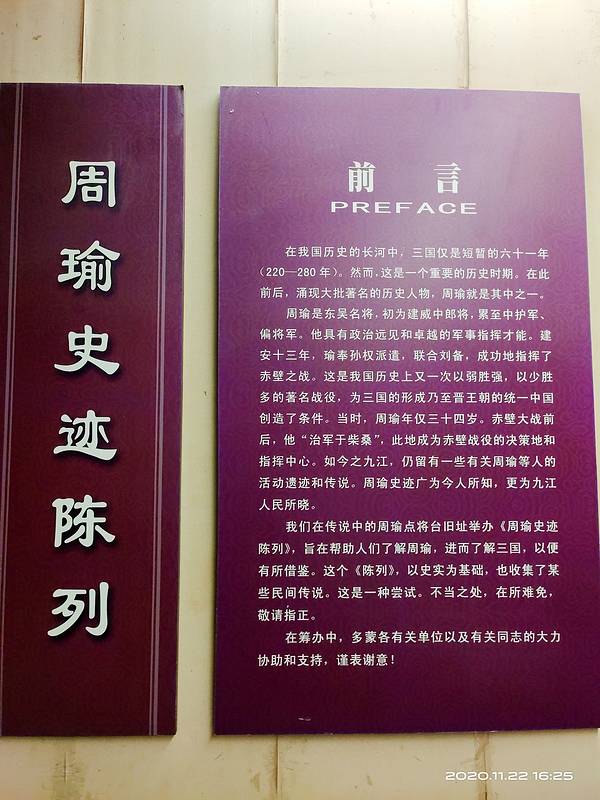 周瑜史迹陈列
前言
PREFACE
在我国历史的长河中，三国仅是短暂的六十一年
（220—280 年）。然而，这是一个重要的历史时期。在此
前后，涌现大批著名的历史人物，周瑜就是其中之一。
周瑜是东吴名将，初为建威中郎将，累至中护军、
偏将军。他具有政治远见和卓越的军事指挥才能。建
安十三年，瑜奉孙权派遣，联合刘备，成功地指挥了
赤壁之战。这是我国历史上又一次以弱胜强，以少胜
多的著名战役，为三国的形成乃至晋王朝的统一中国
创造了条件。当时，周瑜年仅三十四岁。赤壁大战前
后，他“治军于柴桑”，此地成为赤壁战役的决策地和
指挥中心。如今之九江，仍留有一些有关周瑜等人的
活动遗迹和传说。周瑜史迹广为今人所知，更为九江
人民所晓。
我们在传说中的周瑜点将台旧址举办《周瑜史迹
陈列》，旨在帮助人们了解周瑜，进而了解三国，以便
有所借鉴。这个《陈列》，以史实为基础，也收集了某
些民间传说。这是一种尝试。不当之处，在所难免，
敬请指正。
在筹办中，多蒙各有关单位以及有关同志的大力
协助和支持，谨表谢意！
2020.11.22 16:25